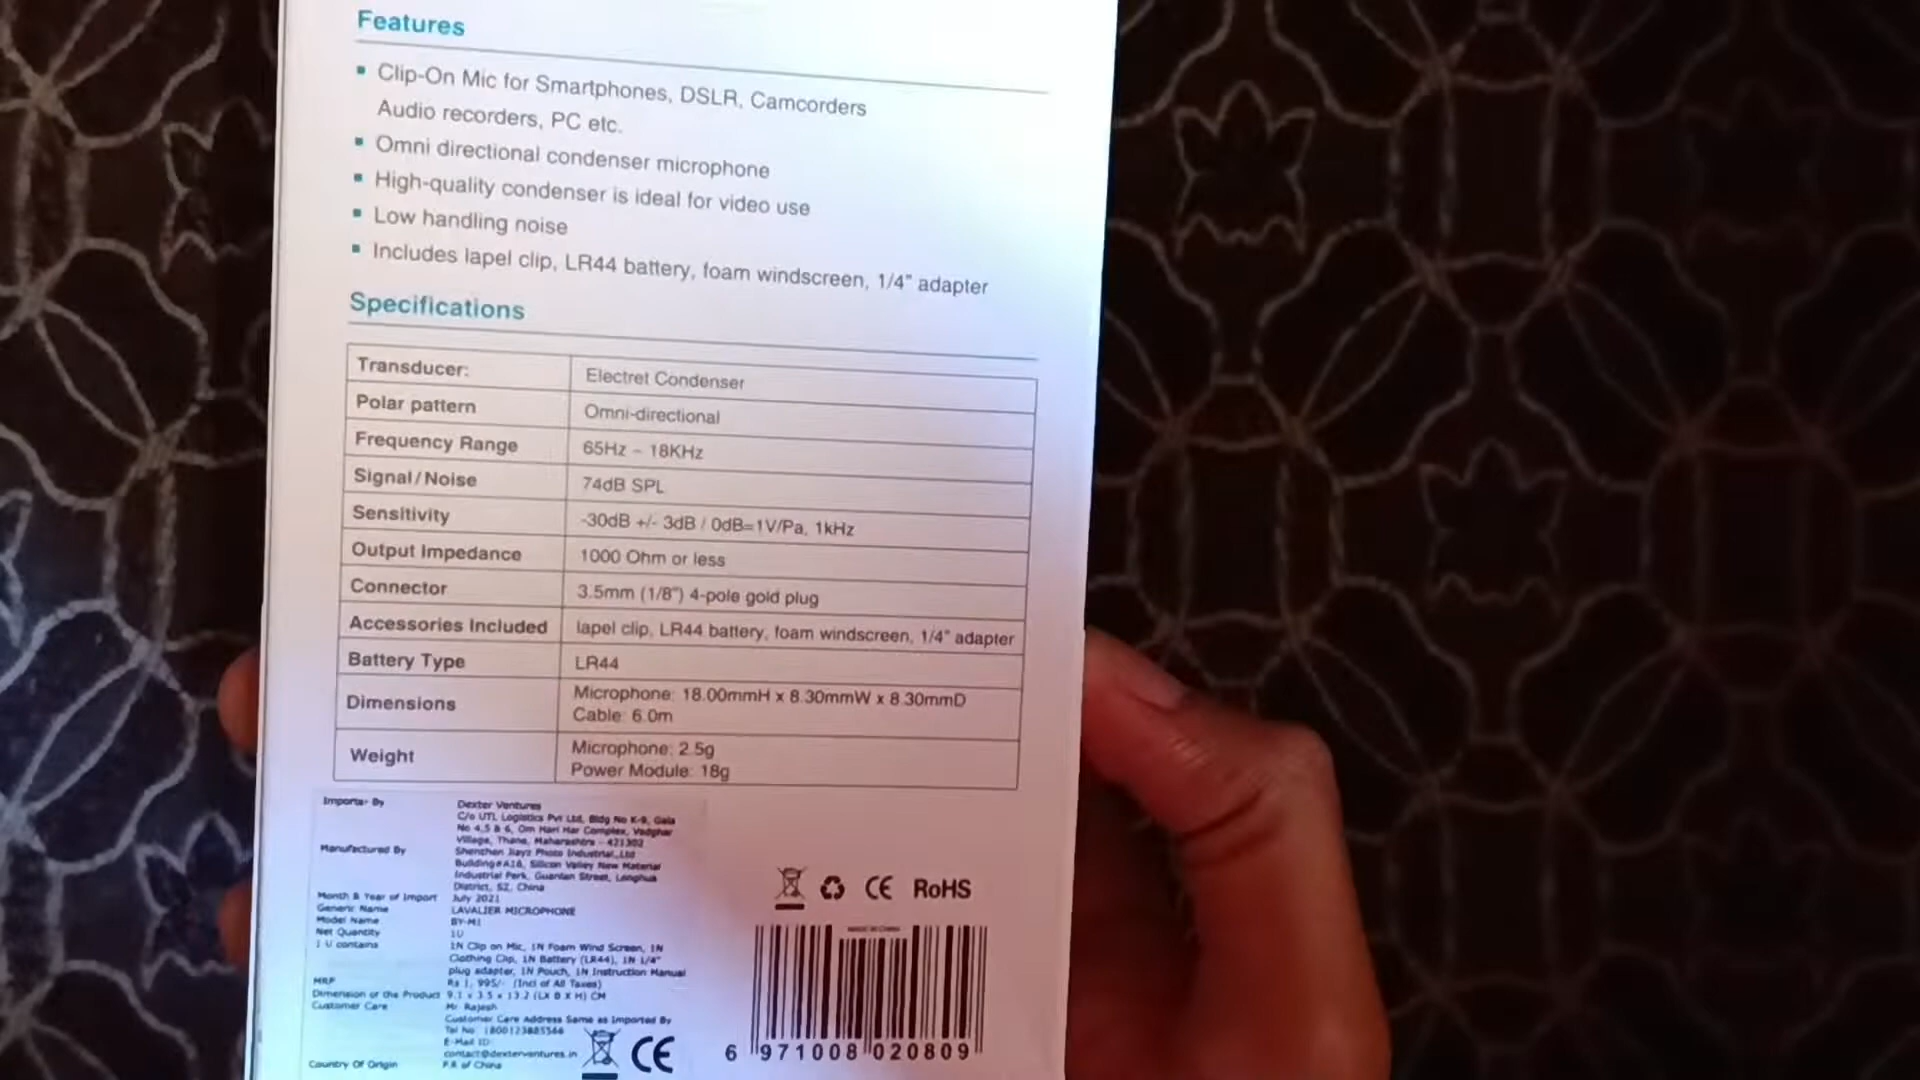 Features
Clip-On Mic for Smartphones, DSLR, Camcorders
Audio recorders, PC etc.
Omni directional condenser microphone
High-quality condenser is ideal for video use
Low handling noise
Includes lapel clip, LR44 battery, foam windscreen, 1/4" adapter
Specifications
Transducer: Electret Condenser
Polar pattern Omni-directional
Frequency Range 65Hz ~ 18KHz
Signal/Noise 74dB SPL
Sensitivity -30dB +/- 3dB / 0dB=1V/Pa, 1kHz
Output Impedance 1000 Ohm or less
Connector 3.5mm (1/8") 4-pole gold plug
Accessories Included lapel clip, LR44 battery, foam windscreen, 1/4" adapter
Battery Type LR44
Dimensions Microphone: 18.00mmH x 8.30mmW x 8.30mmD
Cable: 6.0m
Weight Microphone: 2.5g
Power Module: 18g
By Dexter Ventures
C/o UTL Logistics Pvt Ltd, Bldg No K-9, Gala
No 4,5 & 6, Om Hari Har Complex, Vadghar
Village, Thane, Maharashtra - 421302
Manufactured By Shenzhen Jiayz Photo Industrial.,Ltd
Building#A16, Silicon Valley New Material
Industrial Park, Guanlan Street, Longhua
District, SZ, China
Month & Year of Import July 2021
Generic Name LAVALIER MICROPHONE
Model Name BY-M1
Net Quantity 1U
1 U contains 1N Clip on Mic, 1N Foam Wind Screen, 1N
Clothing Clip, 1N Battery (LR44), 1N 1/4"
plug adapter, 1N Pouch, 1N Instruction Manual
MRP Rs 1, 995/- (Incl of All Taxes)
Dimension of the Product 9.1 x 3.5 x 13.2 (LX B X H) CM
Customer Care Mr Rajesh
Customer Care Address Same as Imported By
Tel No
E-Mail ID:
contact@dexterventures.in
Country Of Origin P.R of China
CE
CE RoHS
MADE IN CHINA
6 971008 020809